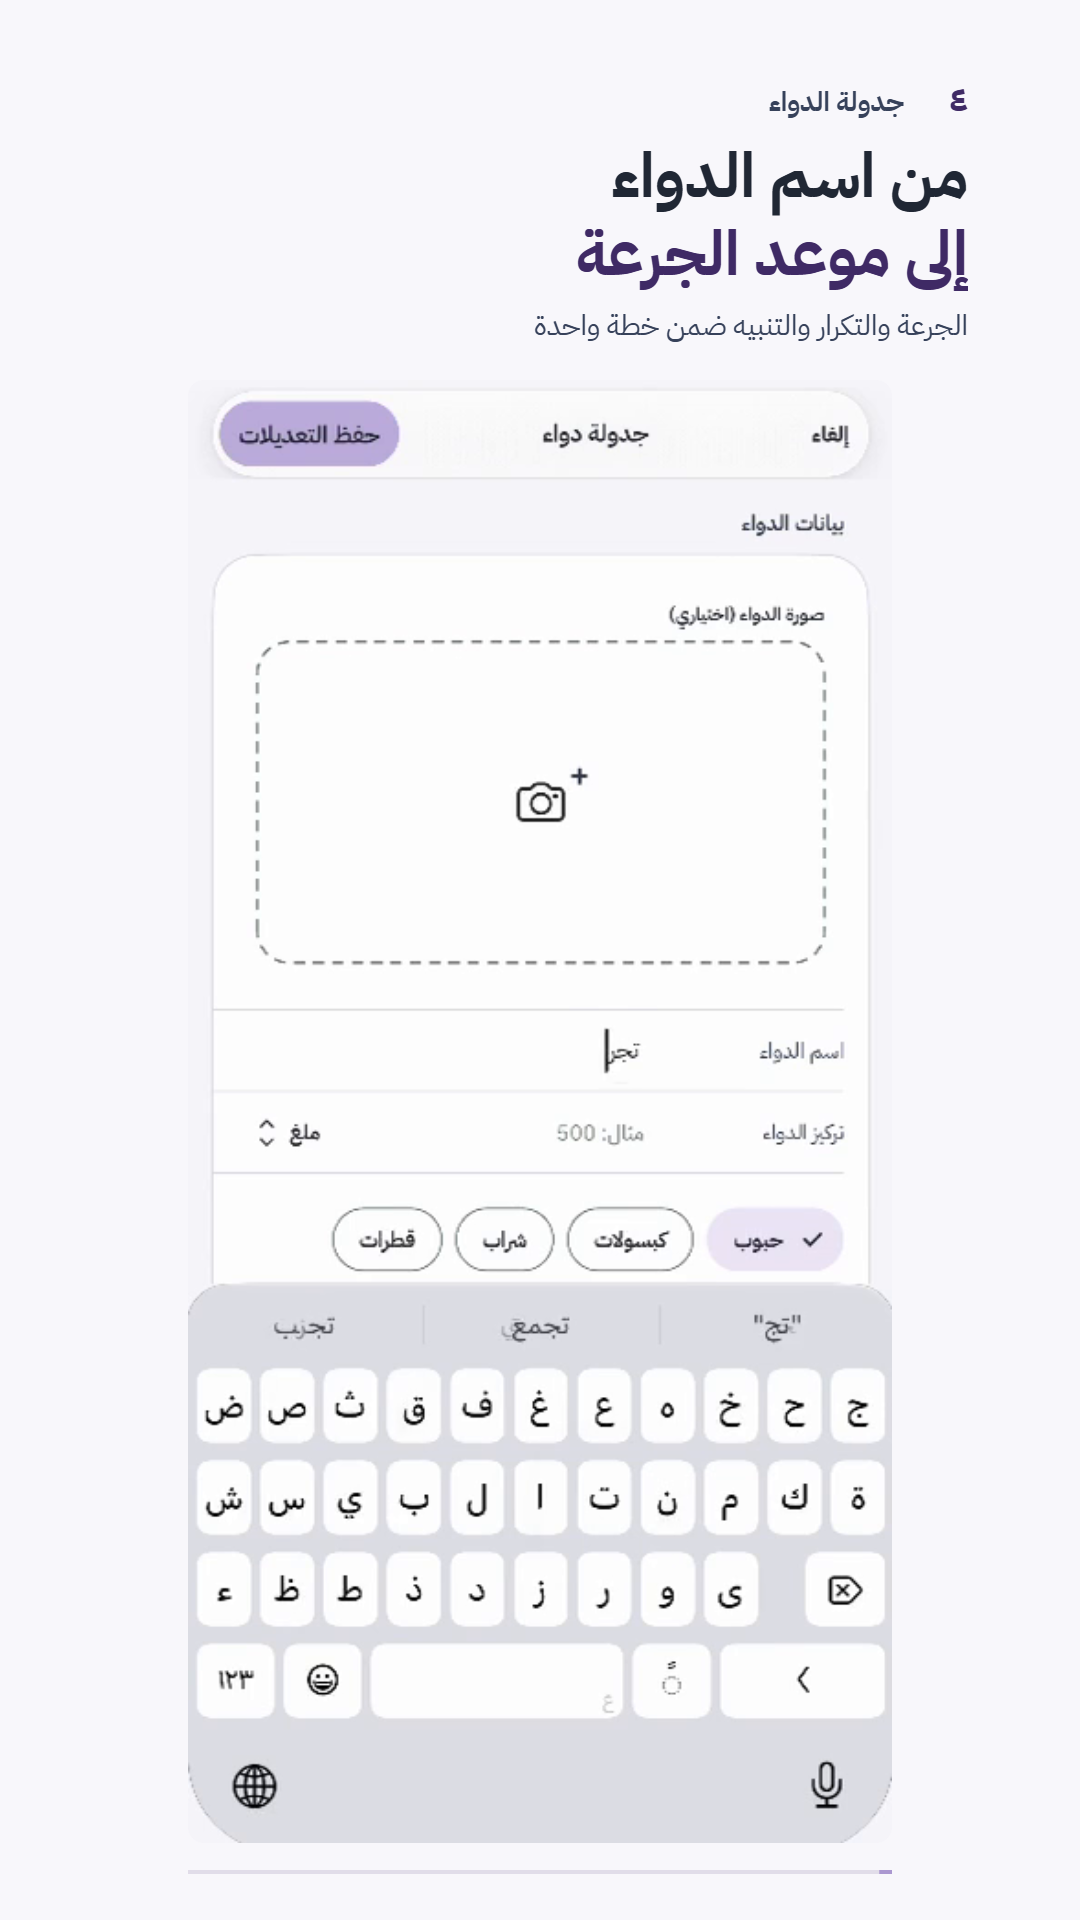 ٤ جدولة الدواء
من اسم الدواء
إلى موعد الجرعة
الجرعة والتكرار والتنبيه ضمن خطة واحدة
إلغاء جدولة دواء حفظ التعديلات
بيانات الدواء
صورة الدواء (اختياري)
اسم الدواء تجر
تركيز الدواء مثال: 500 ملغ
حبوب كبسولات شراب قطرات
"تج" تجمع
ج ح خ ه ع غ ف ق ث ص ض
ة ك م ن ت ا ل ب ي س ش
ى و ر ز د ذ ط ظ ء
١٢٣
ع